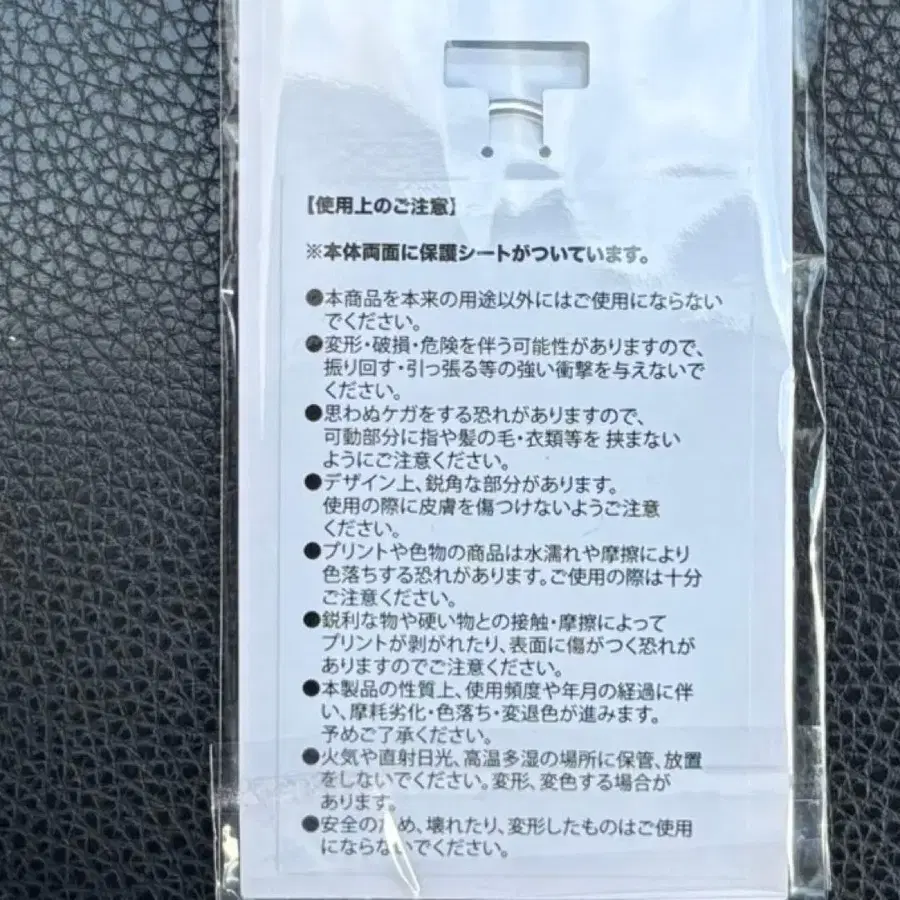 【使用上のご注意】
※本体両面に保護シートがついています。
●本商品を本来の用途以外にはご使用にならない
でください。
●変形・破損・危険を伴う可能性がありますので、
振り回す・引っ張る等の強い衝撃を与えないで
ください。
●思わぬケガをする恐れがありますので、
可動部分に指や髪の毛・衣類等を 挟まない
ようにご注意ください。
●デザイン上、鋭角な部分があります。
使用の際に皮膚を傷つけないようご注意
ください。
●プリントや色物の商品は水濡れや摩擦により
色落ちする恐れがあります。ご使用の際は十分
ご注意ください。
●鋭利な物や硬い物との接触・摩擦によって
プリントが剥がれたり、表面に傷がつく恐れが
ありますのでご注意ください。
●本製品の性質上、使用頻度や年月の経過に伴
い、摩耗劣化・色落ち・変退色が進みます。
予めご了承ください。
●火気や直射日光、高温多湿の場所に保管、放置
をしないでください。変形、変色する場合が
あります。
●安全のため、壊れたり、変形したものはご使用
にならないでください。